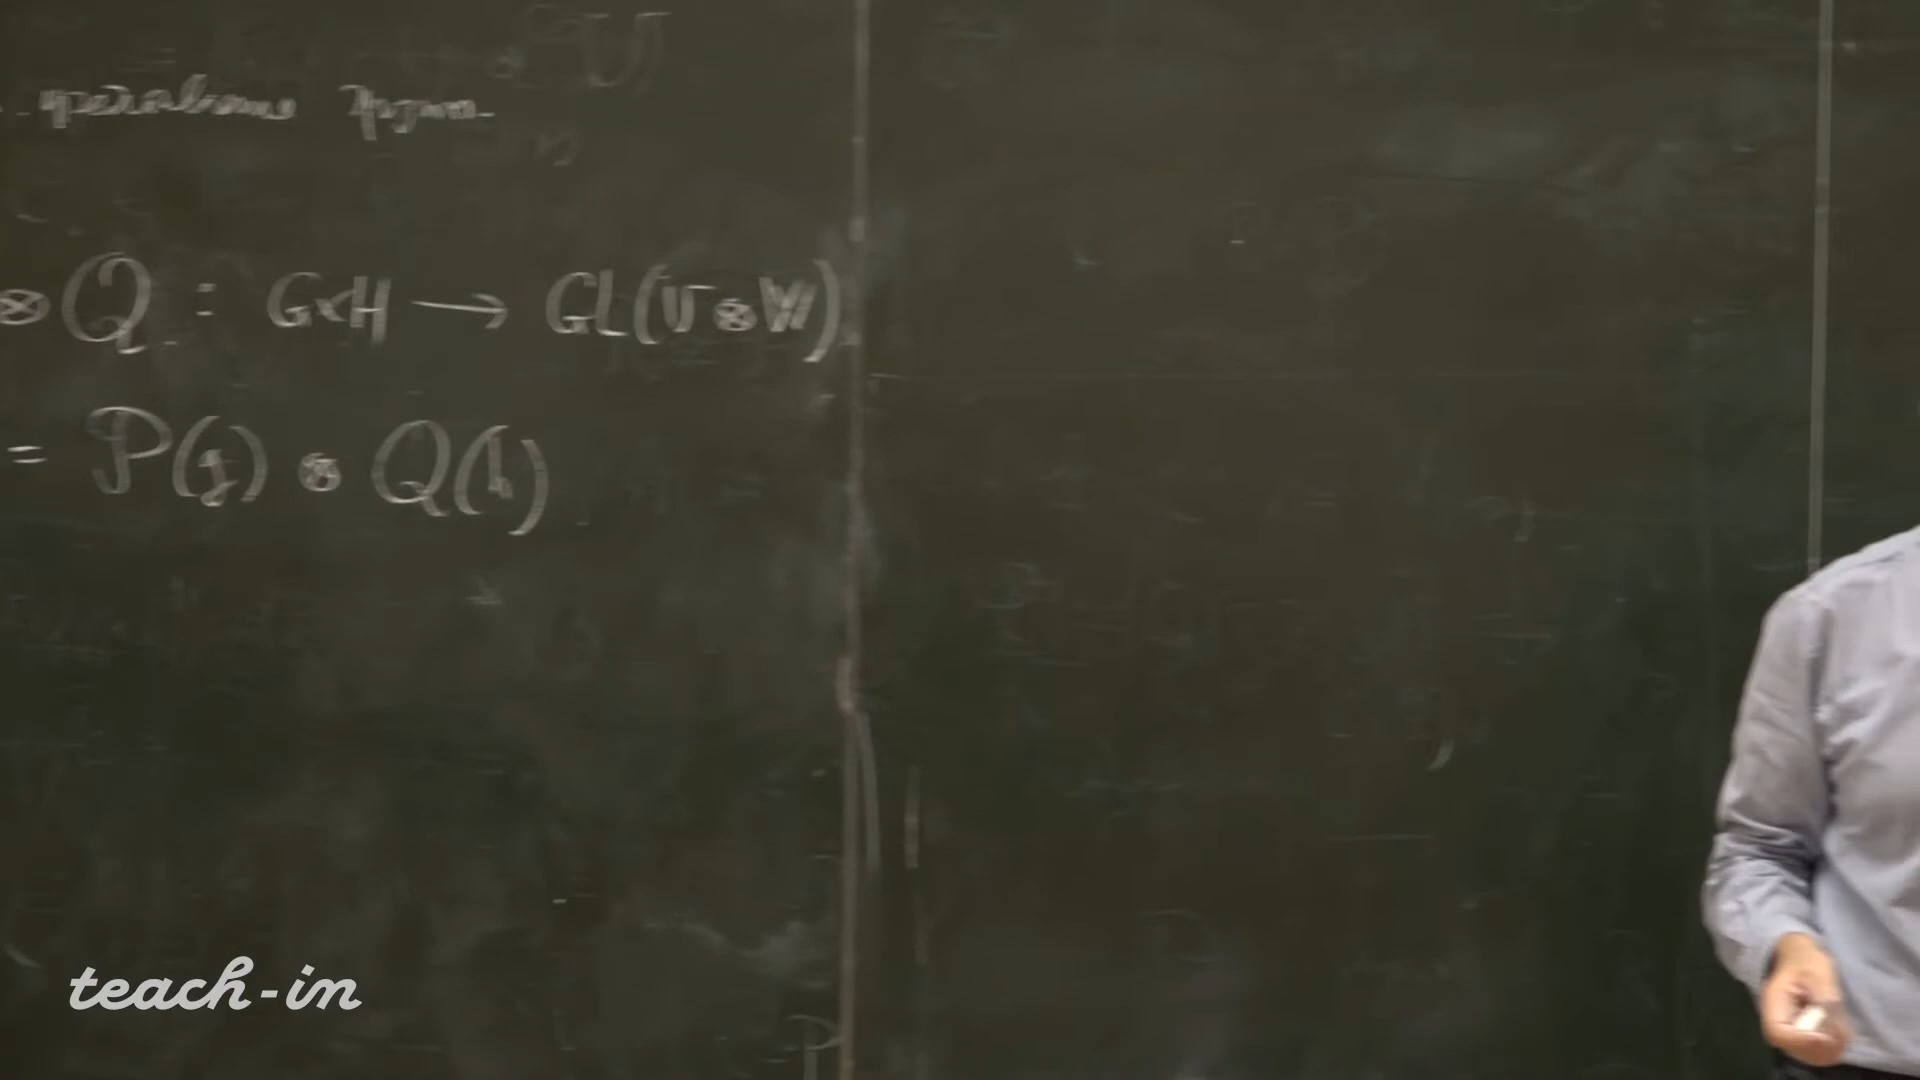 ⊗ Q : G×H → GL(V⊗W)
= P(g) ⊗ Q(h)
teach-in